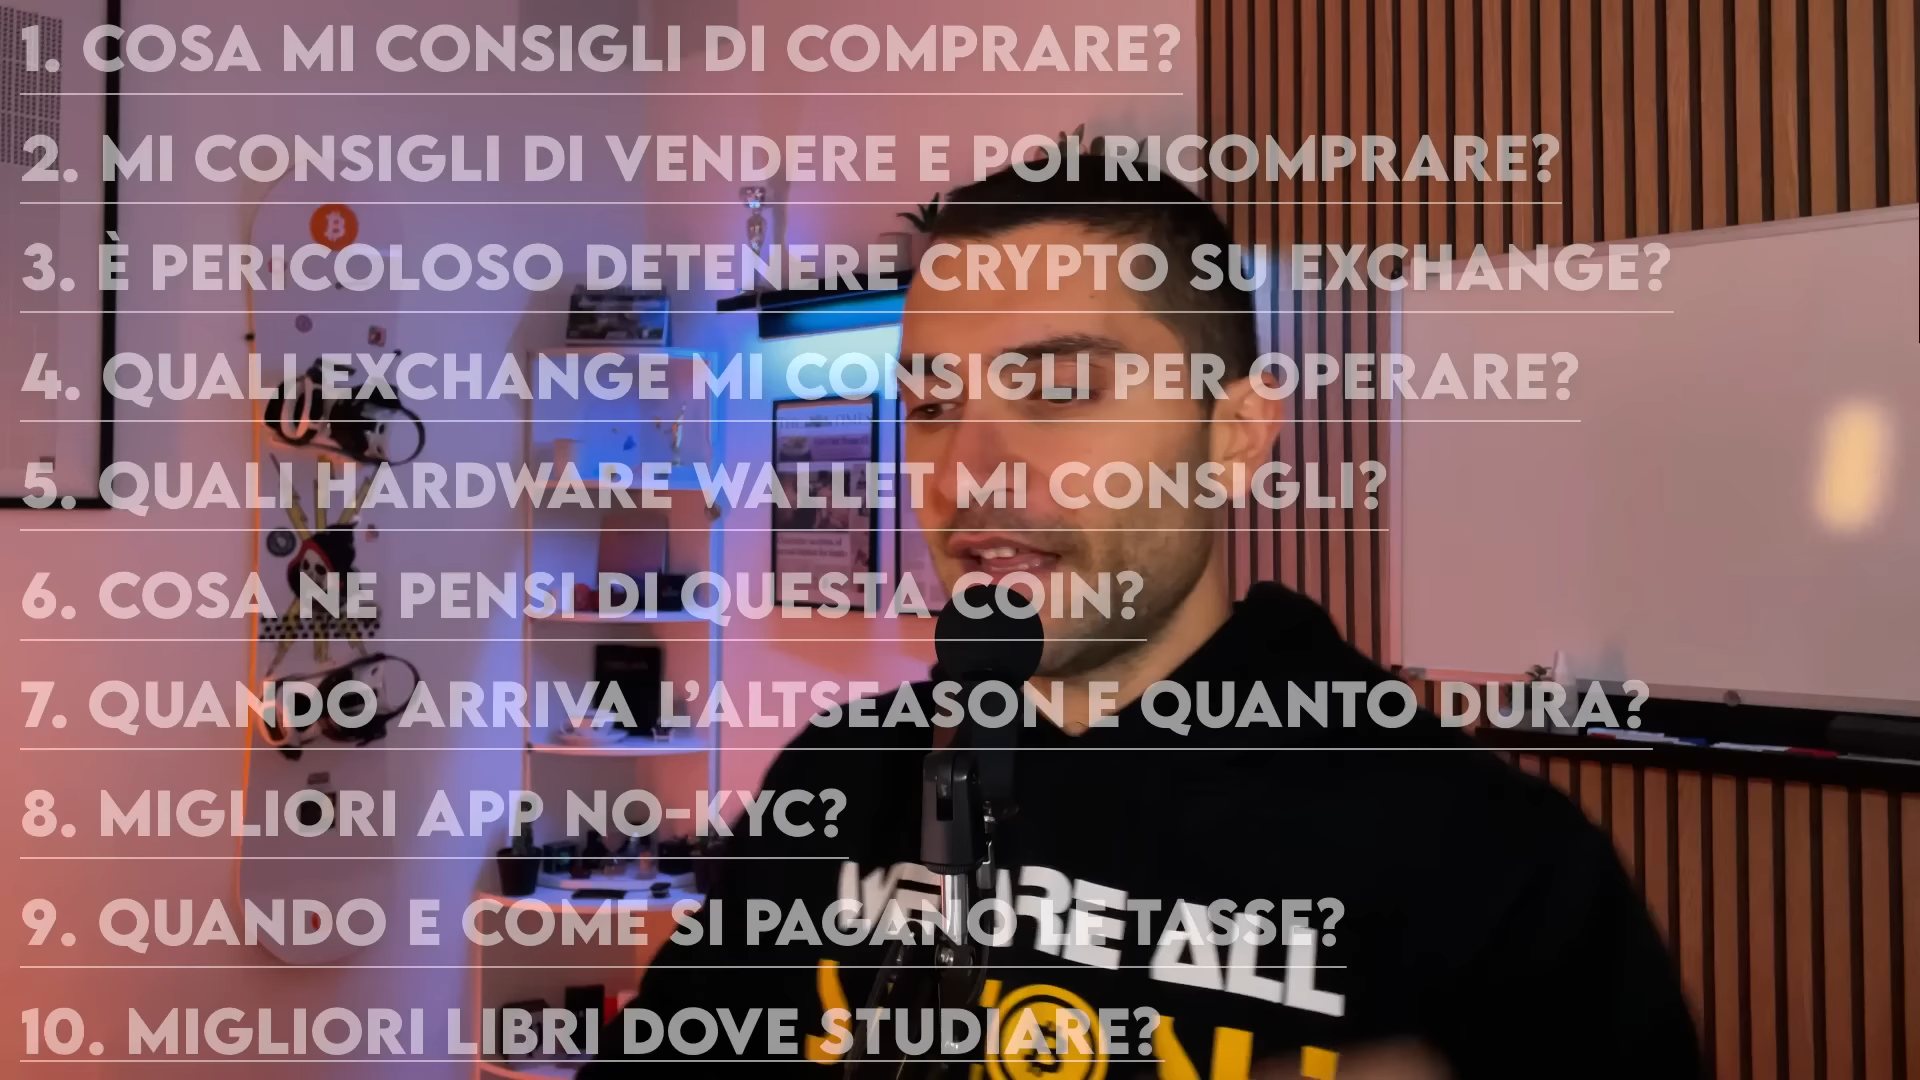 1. COSA MI CONSIGLI DI COMPRARE?
2. MI CONSIGLI DI VENDERE E POI RICOMPRARE?
3. È PERICOLOSO DETENERE CRYPTO SU EXCHANGE?
4. QUALI EXCHANGE MI CONSIGLI PER OPERARE?
5. QUALI HARDWARE WALLET MI CONSIGLI?
6. COSA NE PENSI DI QUESTA COIN?
7. QUANDO ARRIVA L’ALTSEASON E QUANTO DURA?
8. MIGLIORI APP NO-KYC?
9. QUANDO E COME SI PAGANO LE TASSE?
10. MIGLIORI LIBRI DOVE STUDIARE?
WE ARE ALL